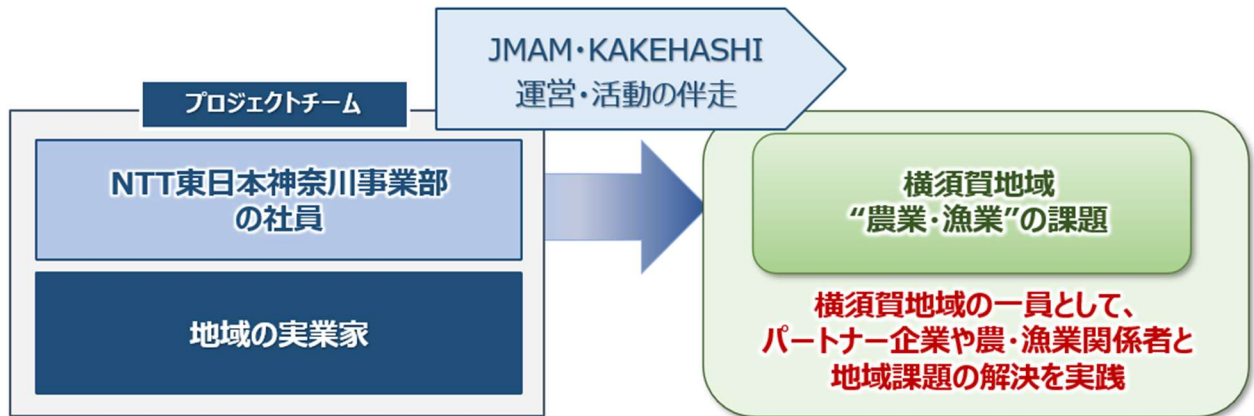 JMAM・KAKEHASHI
運営・活動の伴走
プロジェクトチーム
NTT東日本神奈川事業部
の社員
地域の実業家
横須賀地域
“農業・漁業”の課題
横須賀地域の一員として、
パートナー企業や農・漁業関係者と
地域課題の解決を実践